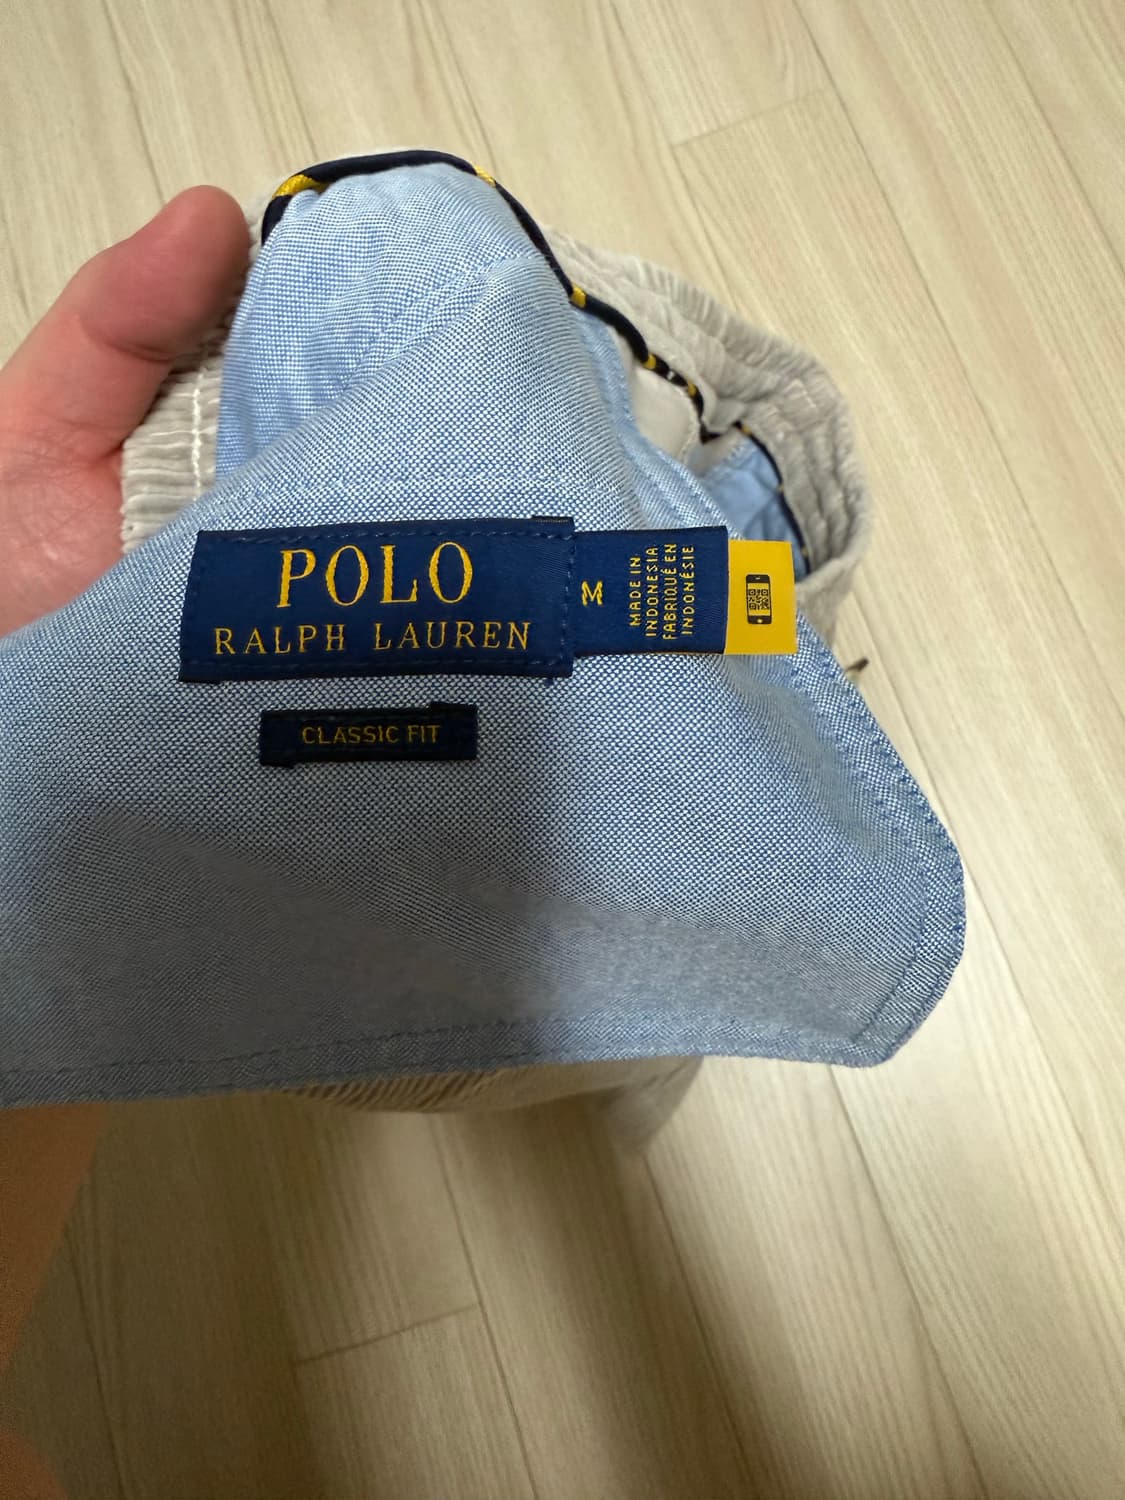 POLO
RALPH LAUREN
M
MADE IN
INDONESIA
FABRIQUÉ EN
INDONÉSIE
CLASSIC FIT